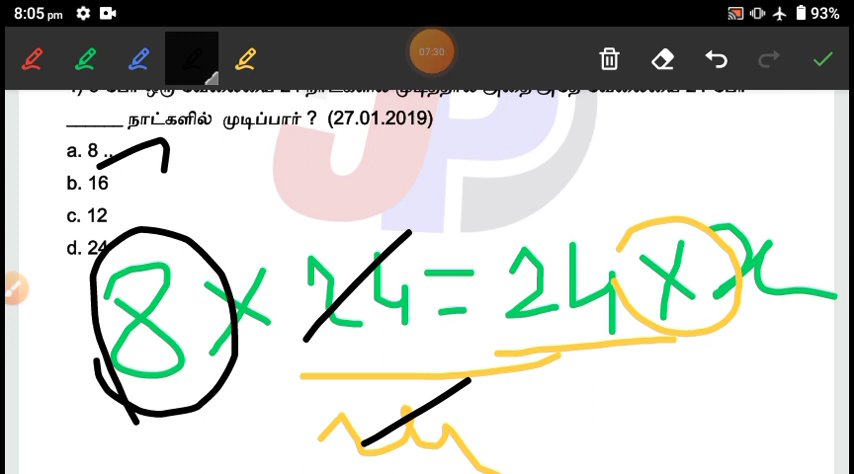 8:05 pm 93%
07:30
______ நாட்களில் முடிப்பார் ? (27.01.2019)
a. 8 ..
b. 16
c. 12
d. 24
8 x 24 = 24 x x